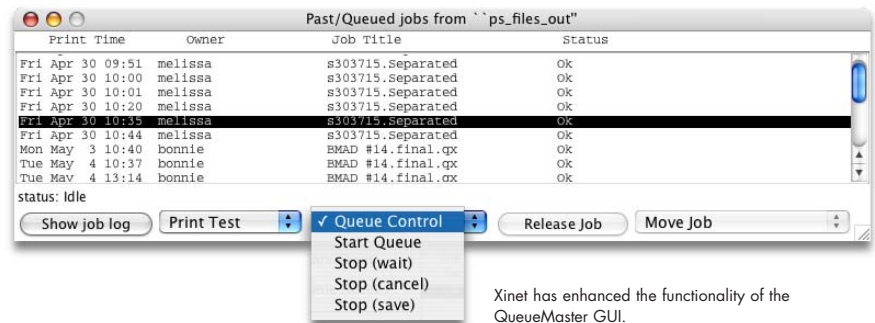 Past/Queued jobs from ``ps_files_out"
Print Time Owner Job Title Status
Fri Apr 30 09:51 melissa s303715.Separated Ok
Fri Apr 30 10:00 melissa s303715.Separated Ok
Fri Apr 30 10:01 melissa s303715.Separated Ok
Fri Apr 30 10:20 melissa s303715.Separated Ok
Fri Apr 30 10:35 melissa s303715.Separated Ok
Fri Apr 30 10:44 melissa s303715.Separated Ok
Mon May 3 10:40 bonnie BMAD #14.final.qx Ok
Tue May 4 10:37 bonnie BMAD #14.final.qx Ok
Tue May 4 13:14 bonnie BMAD #14.final.qx Ok
status: Idle
Show job log Print Test ✓ Queue Control Release Job Move Job
Start Queue
Stop (wait)
Stop (cancel)
Stop (save)
Xinet has enhanced the functionality of the
QueueMaster GUI.